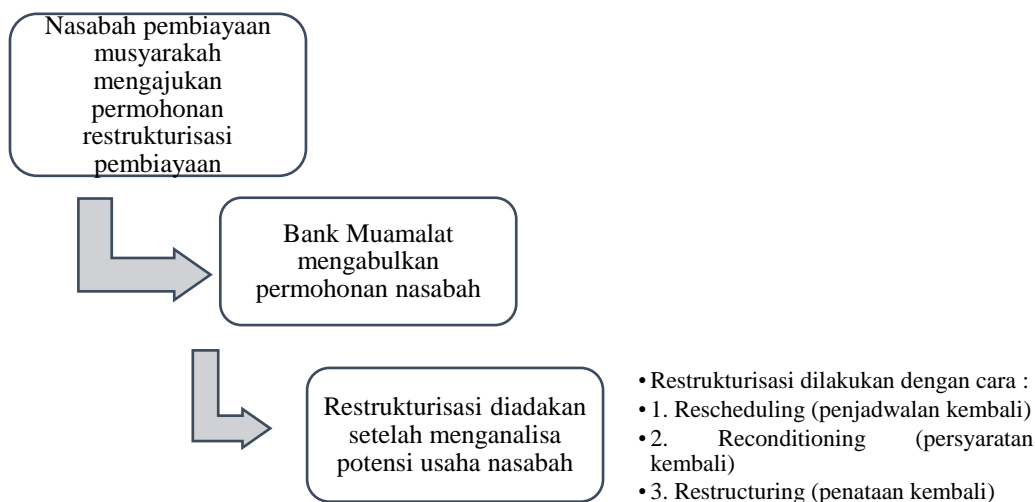 Nasabah pembiayaan
musyarakah
mengajukan
permohonan
restrukturisasi
pembiayaan
Bank Muamalat
mengabulkan
permohonan nasabah
Restrukturisasi diadakan
setelah menganalisa
potensi usaha nasabah
• Restrukturisasi dilakukan dengan cara :
• 1. Rescheduling (penjadwalan kembali)
• 2. Reconditioning (persyaratan
kembali)
• 3. Restructuring (penataan kembali)